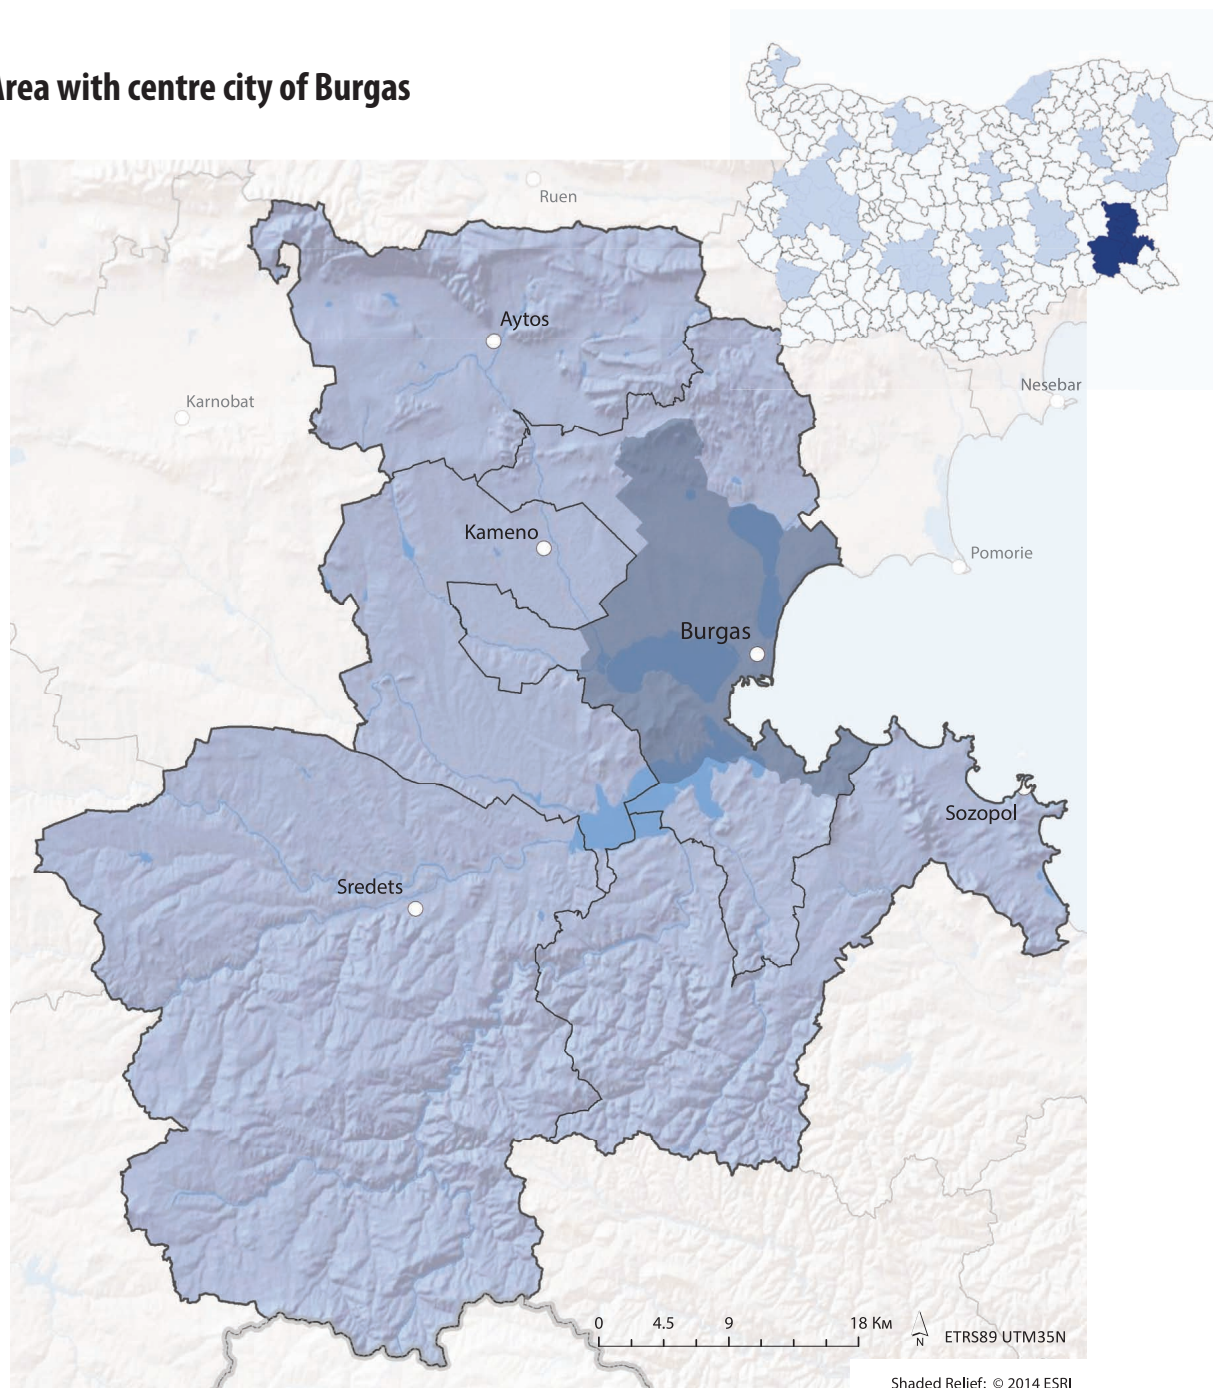 Area with centre city of Burgas
Ruen
Aytos
Nesebar
Karnobat
Kameno
Pomorie
Burgas
Sozopol
Sredets
0 4.5 9 18 Км
N
ETRS89 UTM35N
Shaded Relief: © 2014 ESRI